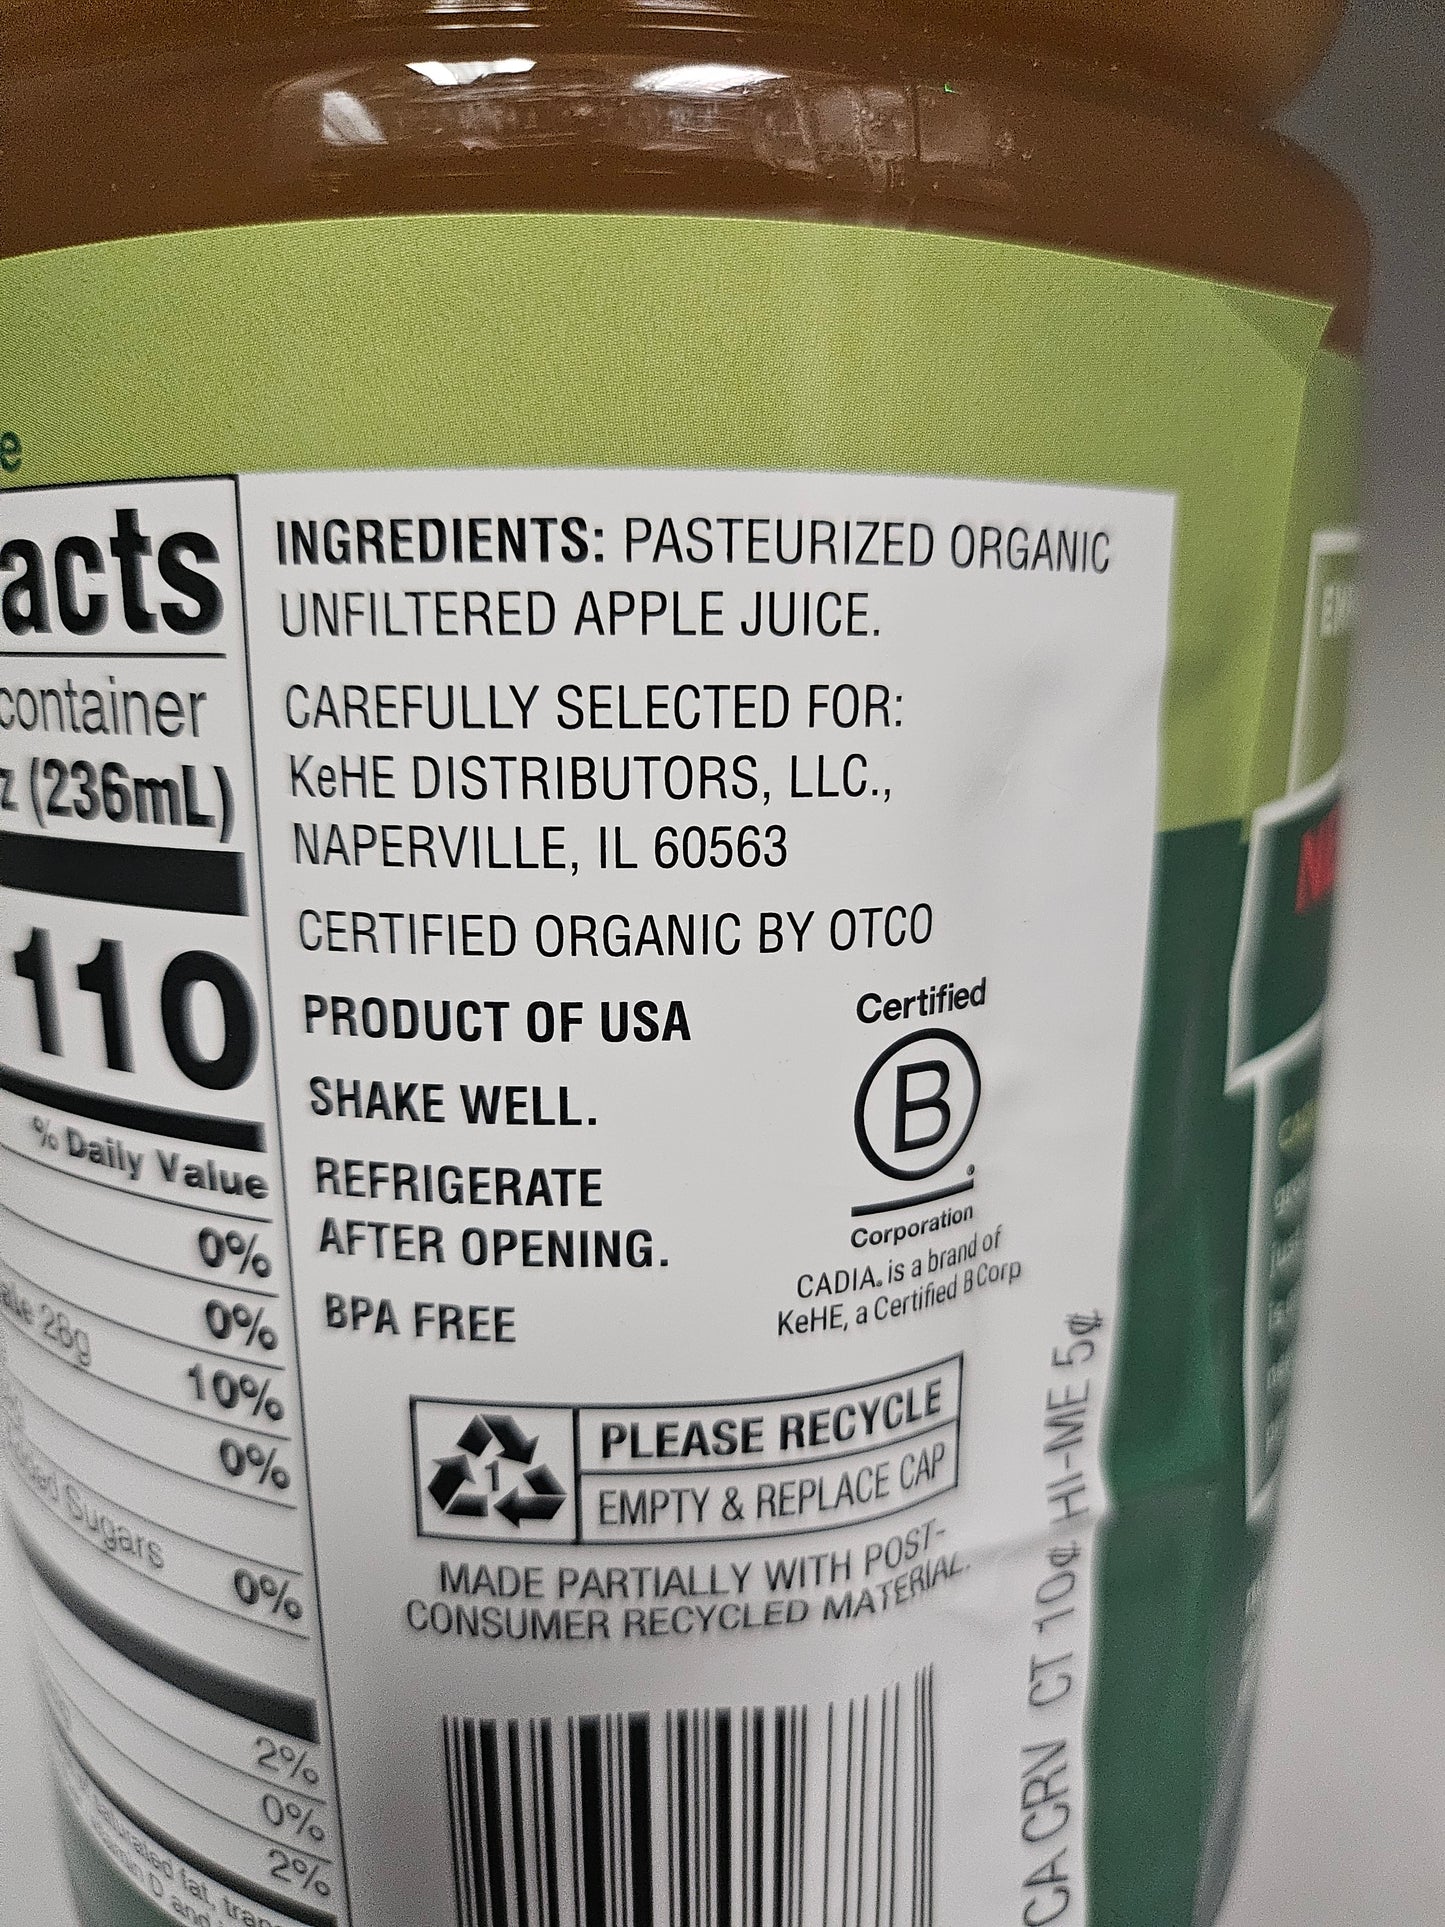 acts
container
z (236mL)
110
% Daily Value
0%
0%
28g 10%
0%
Sugars 0%
2%
0%
2%
fat,
D and
INGREDIENTS: PASTEURIZED ORGANIC
UNFILTERED APPLE JUICE.
CAREFULLY SELECTED FOR:
KeHE DISTRIBUTORS, LLC.,
NAPERVILLE, IL 60563
CERTIFIED ORGANIC BY OTCO
PRODUCT OF USA
SHAKE WELL.
REFRIGERATE
AFTER OPENING.
BPA FREE
Certified
B
Corporation
CADIA® is a brand of
KeHE, a Certified B Corp
1
PLEASE RECYCLE
EMPTY & REPLACE CAP
MADE PARTIALLY WITH POST-
CONSUMER RECYCLED MATERIAL.
CA CRV CT 10¢ HI-ME 5¢